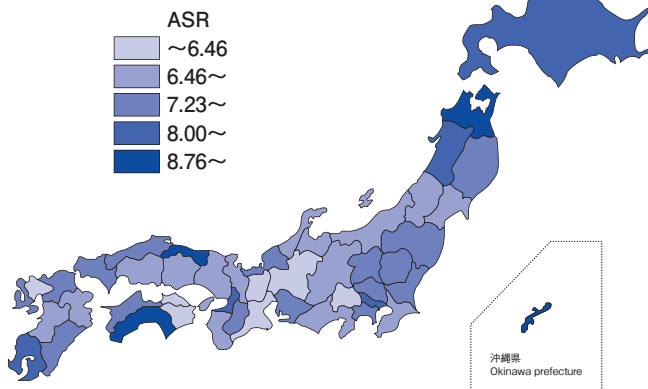 ASR
～6.46
6.46～
7.23～
8.00～
8.76～
沖縄県
Okinawa prefecture